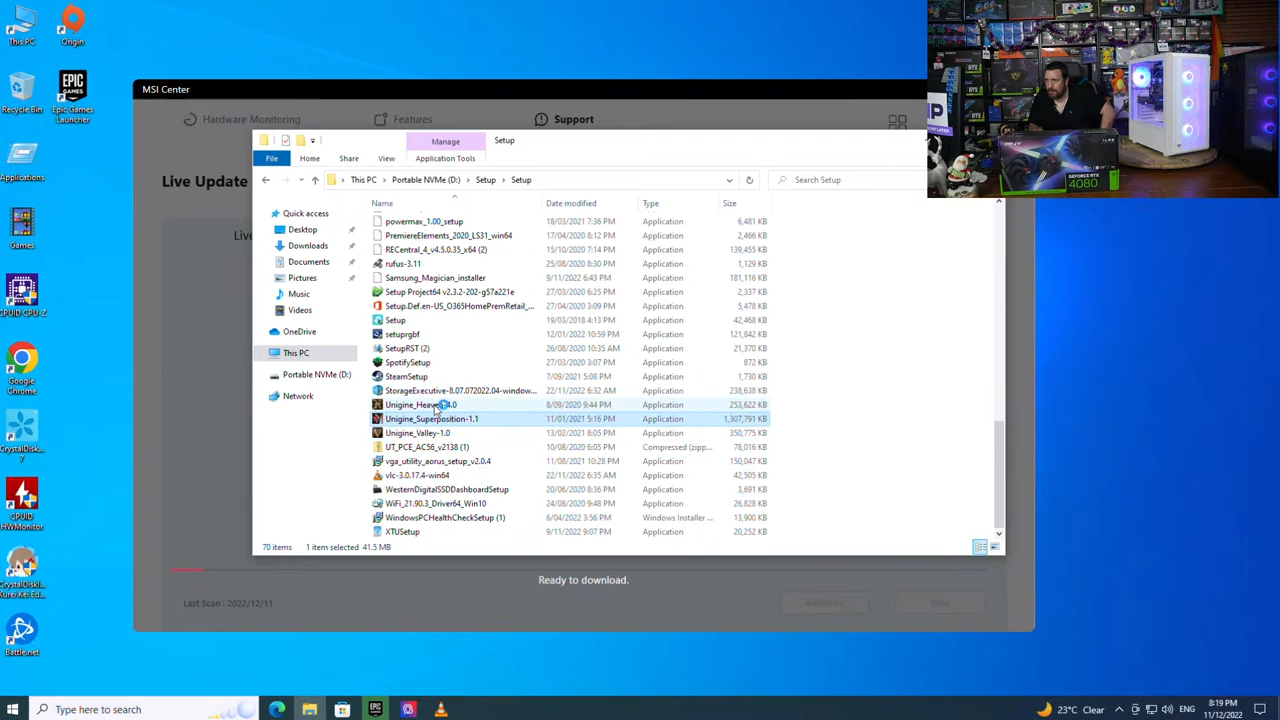 This PC
Origin
Recycle Bin
EPIC
GAMES
Epic Games
Launcher
Applications
Games
CPUID CPU-Z
Google
Chrome
CrystalDisk...
7
CPUID
HWMonitor
CrystalDiskI...
Kurei Kei Ed...
Battle.net
MSI Center
Hardware Monitoring
Features
Support
Live Update
Liv
Manage
Setup
File
Home
Share
View
Application Tools
This PC
Portable NVMe (D:)
Setup
Setup
Search Setup
Name
Date modified
Type
Size
Quick access
Desktop
Downloads
Documents
Pictures
Music
Videos
OneDrive
This PC
Portable NVMe (D:)
Network
powermax_1.00_setup 18/03/2021 7:36 PM Application 6,481 KB
PremiereElements_2020_LS31_win64 17/04/2020 8:12 PM Application 2,466 KB
RECentral_4_v4.5.0.35_x64 (2) 15/10/2020 7:14 PM Application 139,455 KB
rufus-3.11 25/08/2020 8:30 PM Application 1,129 KB
Samsung_Magician_installer 9/11/2022 6:43 PM Application 181,116 KB
Setup Project64 v2.3.2-202-g57a221e 27/03/2020 6:25 PM Application 2,337 KB
Setup.Def.en-US_O365HomePremRetail_... 27/04/2020 3:09 PM Application 5,478 KB
Setup 19/03/2018 4:13 PM Application 42,468 KB
setuprgbf 12/01/2022 10:59 PM Application 121,842 KB
SetupRST (2) 26/08/2020 10:35 AM Application 21,370 KB
SpotifySetup 27/03/2020 3:07 PM Application 872 KB
SteamSetup 7/09/2021 5:08 PM Application 1,730 KB
StorageExecutive-8.07.072022.04-window... 22/11/2022 6:32 AM Application 238,638 KB
Unigine_Heaven-4.0 8/09/2020 9:44 PM Application 253,622 KB
Unigine_Superposition-1.1 11/01/2021 5:16 PM Application 1,307,791 KB
Unigine_Valley-1.0 13/02/2021 8:05 PM Application 350,775 KB
UT_PCE_AC56_v2138 (1) 10/08/2020 6:05 PM Compressed (zipp... 78,016 KB
vga_utility_aorus_setup_v2.0.4 11/08/2021 10:28 PM Application 150,047 KB
vlc-3.0.17.4-win64 22/11/2022 6:35 AM Application 42,505 KB
WesternDigitalSSDDashboardSetup 20/06/2020 8:36 PM Application 3,691 KB
WiFi_21.90.3_Driver64_Win10 24/08/2020 9:48 PM Application 26,828 KB
WindowsPCHealthCheckSetup (1) 6/04/2022 3:56 PM Windows Installer ... 13,900 KB
XTUSetup 9/11/2022 9:07 PM Application 20,252 KB
70 items 1 item selected 41.5 MB
Ready to download.
Last Scan : 2022/12/11
Scan
PNY
GEFORCE RTX
4080
Type here to search
23°C Clear
ENG
8:19 PM
11/12/2022